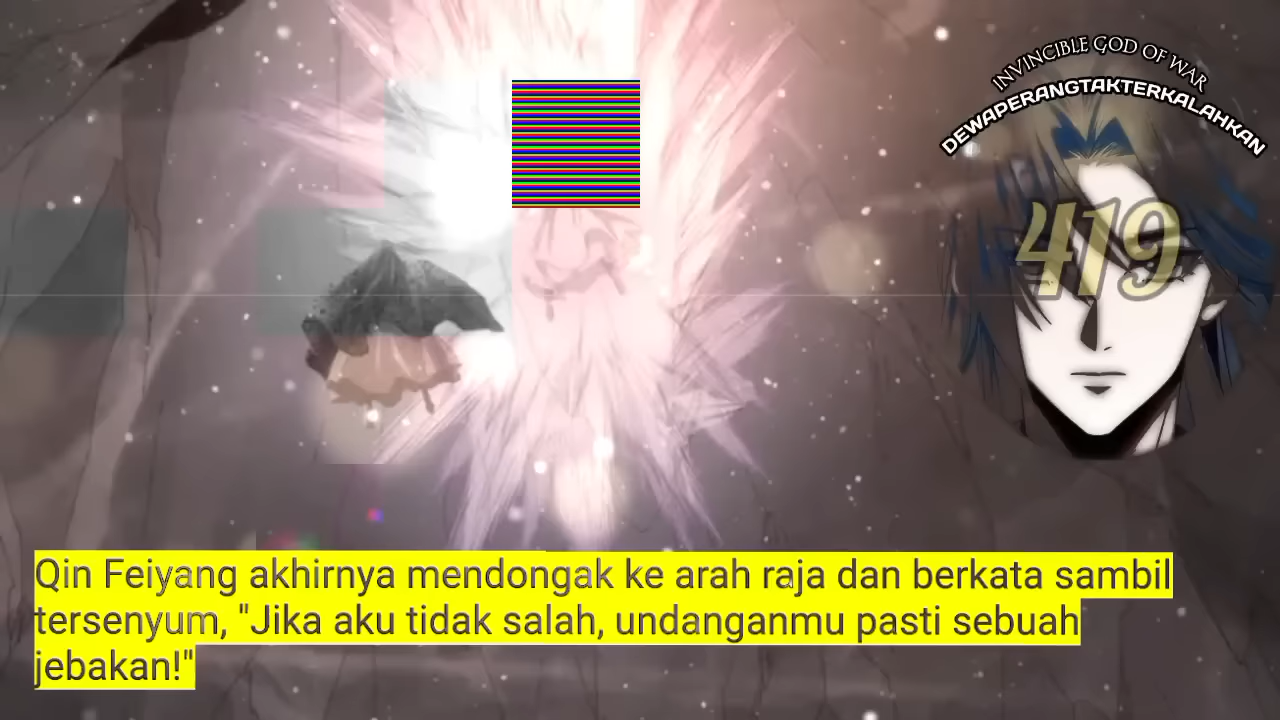 INVINCIBLE GOD OF WAR
DEWAPERANGTAKTERKALAHKAN
419
Qin Feiyang akhirnya mendongak ke arah raja dan berkata sambil
tersenyum, "Jika aku tidak salah, undanganmu pasti sebuah
jebakan!"